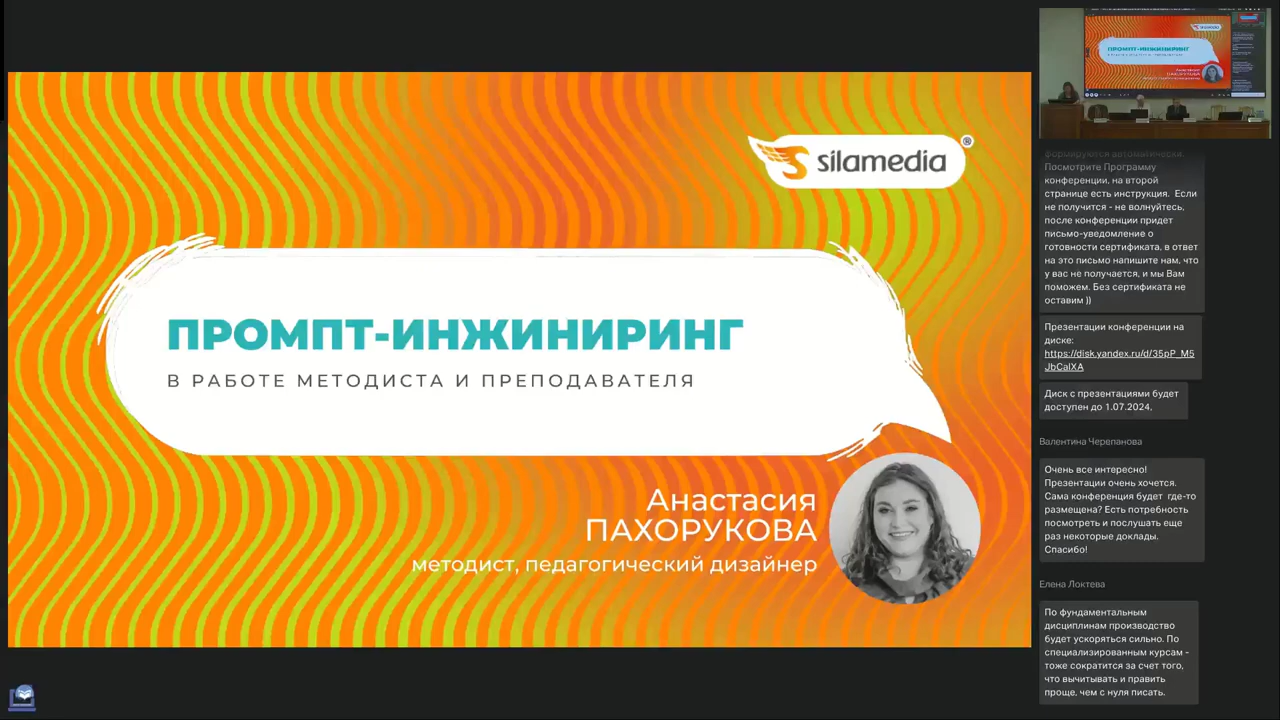 silamedia
ПРОМПТ-ИНЖИНИРИНГ
В РАБОТЕ МЕТОДИСТА И ПРЕПОДАВАТЕЛЯ
Анастасия
ПАХОРУКОВА
методист, педагогический дизайнер
ПРОМПТ-ИНЖИНИРИНГ
формируются автоматически.
Посмотрите Программу
конференции, на второй
странице есть инструкция. Если
не получится - не волнуйтесь,
после конференции придет
письмо-уведомление о
готовности сертификата, в ответ
на это письмо напишите нам, что
у вас не получается, и мы Вам
поможем. Без сертификата не
оставим ))
Презентации конференции на
диске:
https://disk.yandex.ru/d/35pP_M5
JbCalXA
Диск с презентациями будет
доступен до 1.07.2024.
Валентина Черепанова
Очень все интересно!
Презентации очень хочется.
Сама конференция будет где-то
размещена? Есть потребность
посмотреть и послушать еще
раз некоторые доклады.
Спасибо!
Елена Локтева
По фундаментальным
дисциплинам производство
будет ускоряться сильно. По
специализированным курсам -
тоже сократится за счет того,
что вычитывать и править
проще, чем с нуля писать.